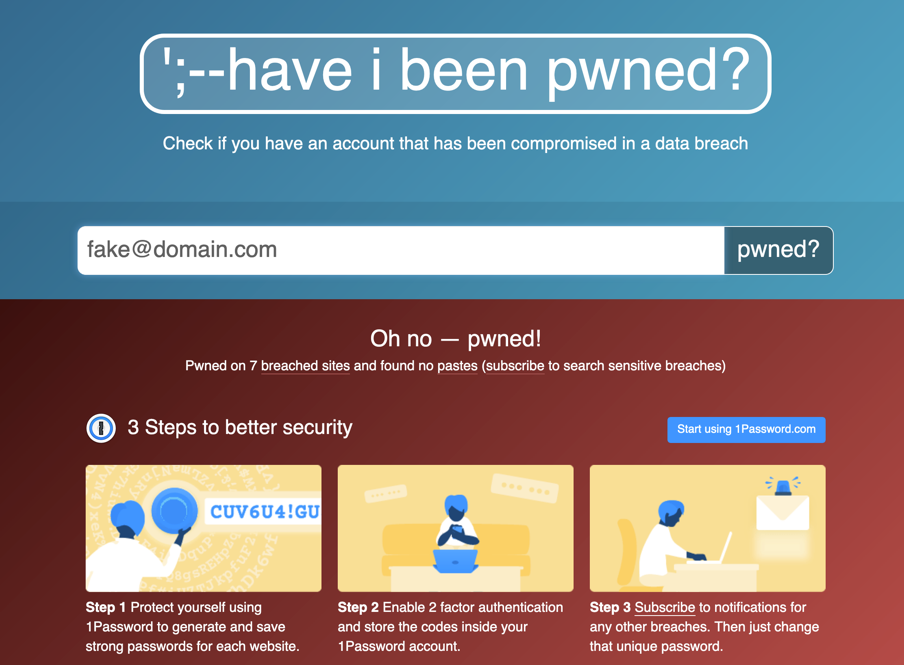 ';--have i been pwned?
Check if you have an account that has been compromised in a data breach
fake@domain.com
pwned?
Oh no — pwned!
Pwned on 7 breached sites and found no pastes (subscribe to search sensitive breaches)
3 Steps to better security
Start using 1Password.com
CUV6U4!GU
Step 1 Protect yourself using
1Password to generate and save
strong passwords for each website.
Step 2 Enable 2 factor authentication
and store the codes inside your
1Password account.
Step 3 Subscribe to notifications for
any other breaches. Then just change
that unique password.